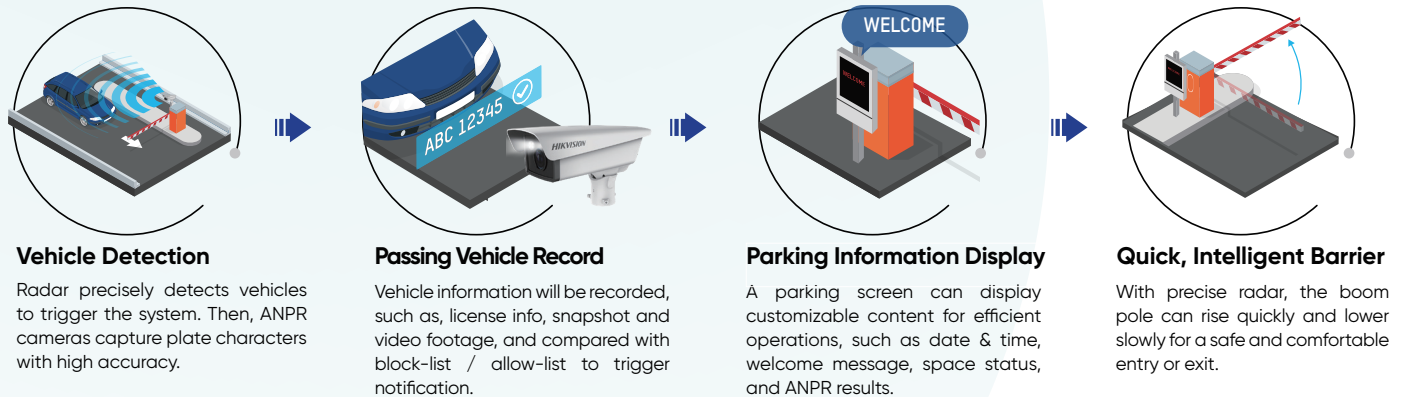 WELCOME
WELCOME
ABC 12345
HIKVISION
Vehicle Detection
Radar precisely detects vehicles
to trigger the system. Then, ANPR
cameras capture plate characters
with high accuracy.
Passing Vehicle Record
Vehicle information will be recorded,
such as, license info, snapshot and
video footage, and compared with
block-list / allow-list to trigger
notification.
Parking Information Display
A parking screen can display
customizable content for efficient
operations, such as date & time,
welcome message, space status,
and ANPR results.
Quick, Intelligent Barrier
With precise radar, the boom
pole can rise quickly and lower
slowly for a safe and comfortable
entry or exit.